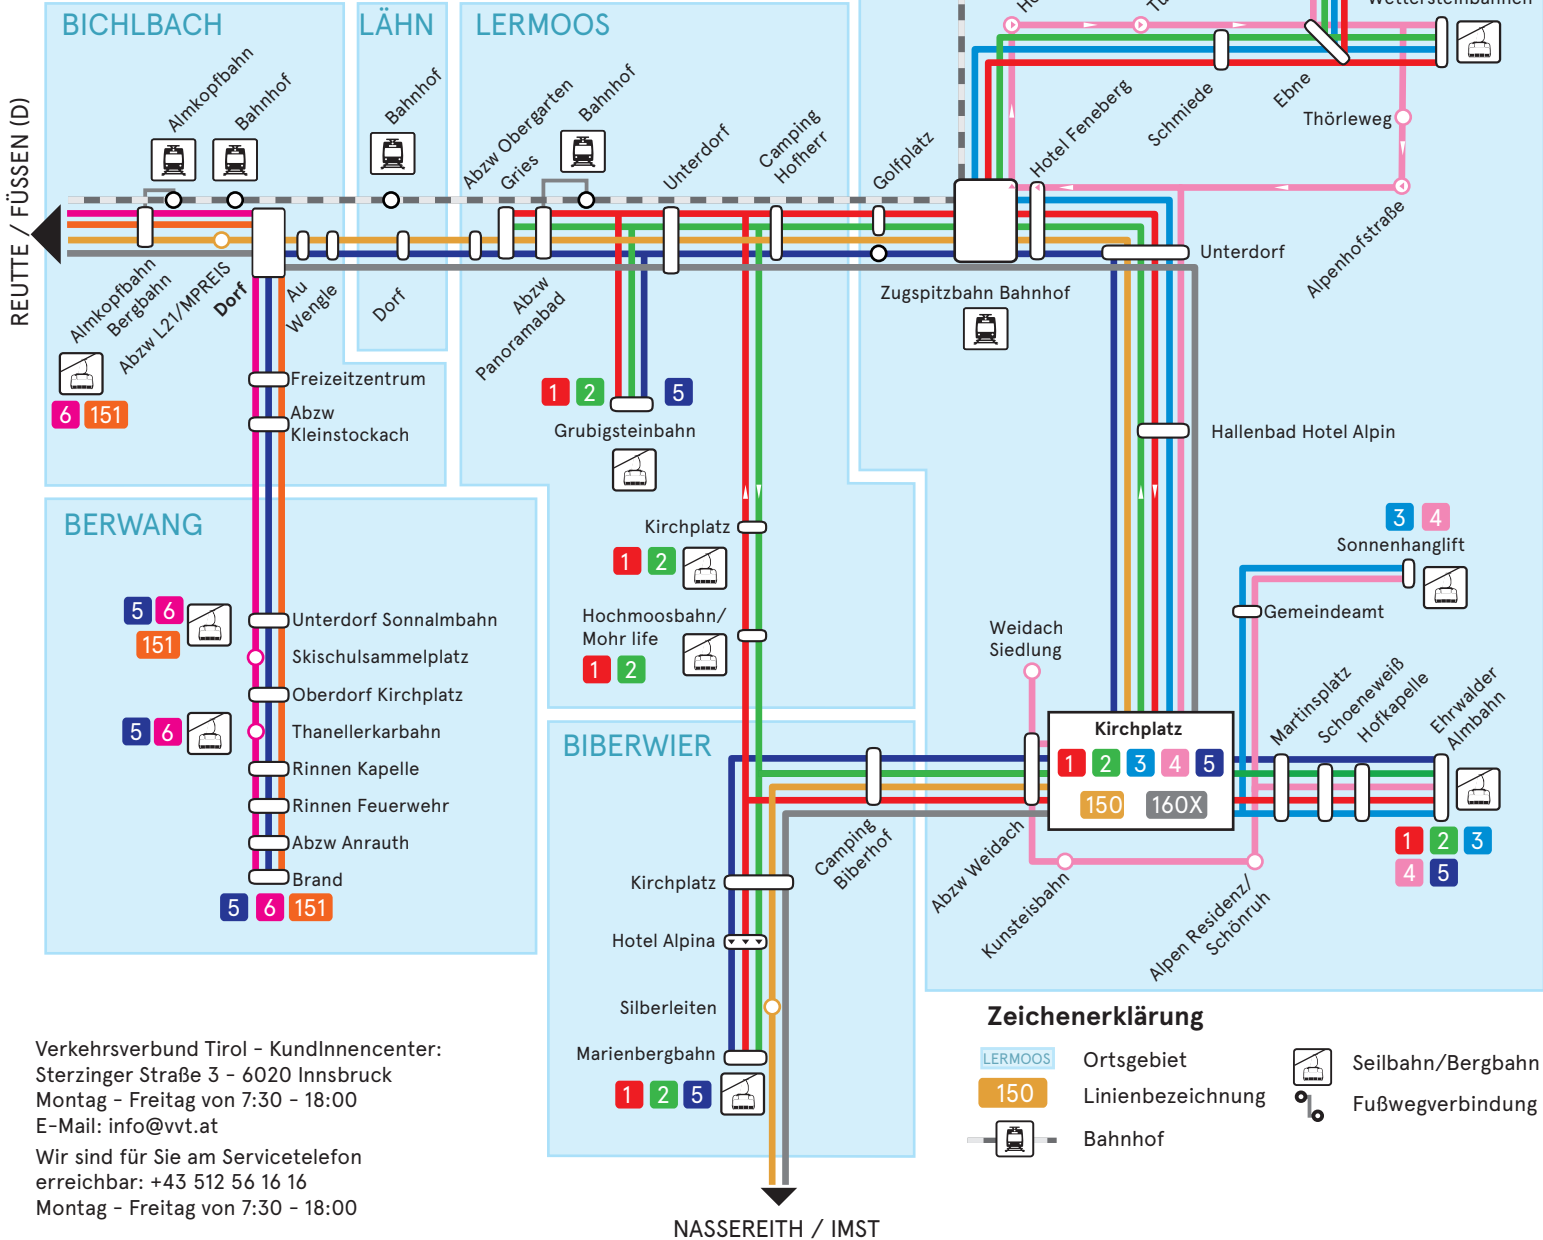 BICHLBACH
LÄHN
LERMOOS
REUTTE / FÜSSEN (D)
Almkopfbahn
Bahnhof
Bahnhof
Abzw Obergarten
Gries
Bahnhof
Unterdorf
Camping
Hofherr
Golfplatz
Hotel Feneberg
Schmiede
Ebne
Thörleweg
Alpenhofstraße
Almkopfbahn
Bergbahn
Abzw L21/MPREIS
Dorf
Au
Wengle
Dorf
Abzw
Panoramabad
Zugspitzbahn Bahnhof
Unterdorf
6 151
Freizeitzentrum
Abzw
Kleinstockach
1 2 5
Grubigsteinbahn
Hallenbad Hotel Alpin
BERWANG
Kirchplatz
1 2
Hochmoosbahn/
Mohr life
1 2
3 4
Sonnenhanglift
Gemeindeamt
5 6
151
Unterdorf Sonnalmbahn
Skischulsammelplatz
Oberdorf Kirchplatz
5 6
Thanellerkarbahn
Rinnen Kapelle
Rinnen Feuerwehr
Abzw Anrauth
Brand
5 6 151
Weidach
Siedlung
Martinsplatz
Schoeneweiß
Hofkapelle
Ehrwalder
Almbahn
BIBERWIER
Kirchplatz
1 2 3 4 5
150 160X
1 2 3
4 5
Camping
Biberhof
Abzw Weidach
Kunsteisbahn
Alpen Residenz/
Schönruh
Kirchplatz
Hotel Alpina
Silberleiten
Marienbergbahn
1 2 5
NASSEREITH / IMST
Verkehrsverbund Tirol - KundInnencenter:
Sterzinger Straße 3 - 6020 Innsbruck
Montag - Freitag von 7:30 - 18:00
E-Mail: info@vvt.at
Wir sind für Sie am Servicetelefon
erreichbar: +43 512 56 16 16
Montag - Freitag von 7:30 - 18:00
Zeichenerklärung
LERMOOS Ortsgebiet
150 Linienbezeichnung
Bahnhof
Seilbahn/Bergbahn
Fußwegverbindung